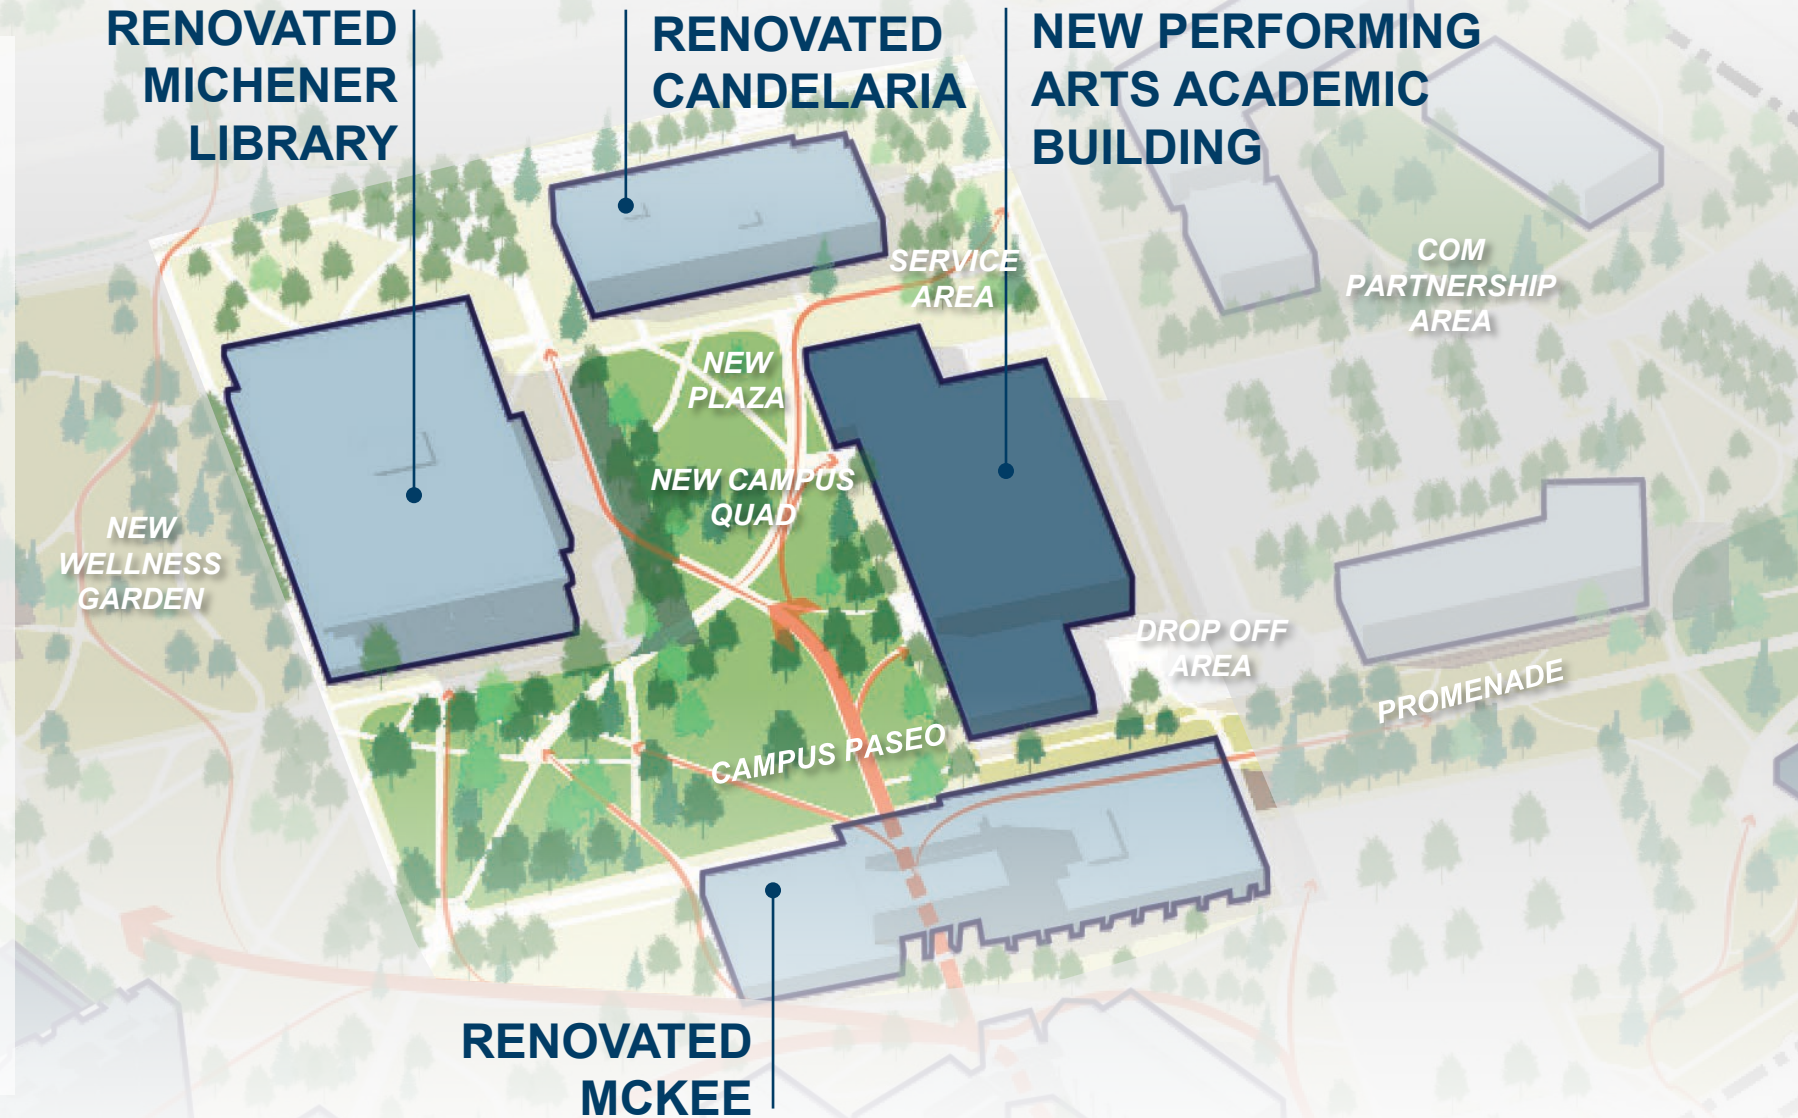 RENOVATED
MICHENER
LIBRARY
RENOVATED
CANDELARIA
NEW PERFORMING
ARTS ACADEMIC
BUILDING
SERVICE
AREA
COM
PARTNERSHIP
AREA
NEW
PLAZA
NEW CAMPUS
QUAD
NEW
WELLNESS
GARDEN
DROP OFF
AREA
PROMENADE
CAMPUS PASEO
RENOVATED
MCKEE